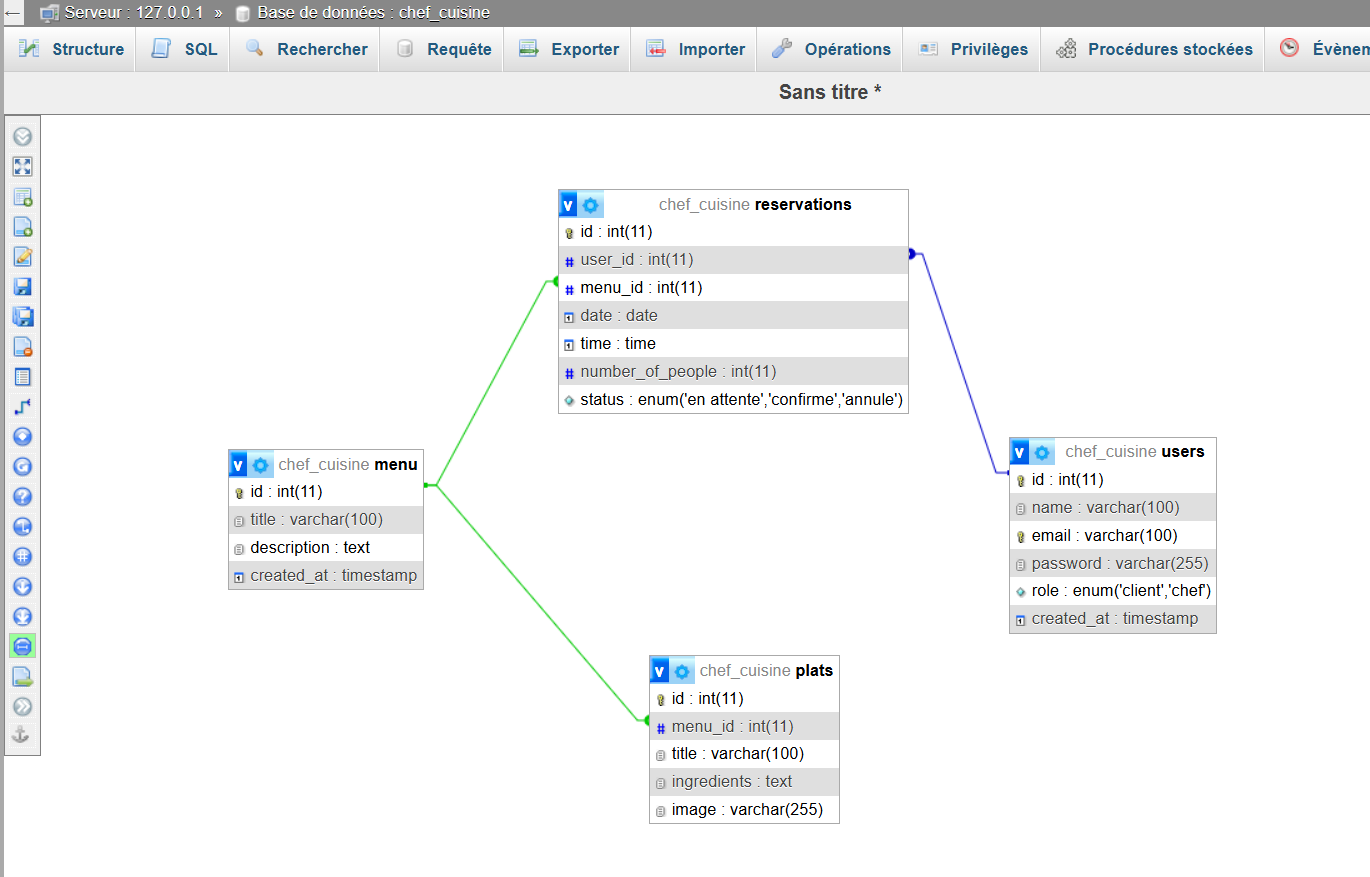 Serveur : 127.0.0.1 » Base de données : chef_cuisine
Structure SQL Rechercher Requête Exporter Importer Opérations Privilèges Procédures stockées Évènem
Sans titre *
v chef_cuisine reservations
id : int(11)
# user_id : int(11)
# menu_id : int(11)
date : date
time : time
# number_of_people : int(11)
status : enum('en attente','confirme','annule')
v chef_cuisine menu
id : int(11)
title : varchar(100)
description : text
created_at : timestamp
v chef_cuisine users
id : int(11)
name : varchar(100)
email : varchar(100)
password : varchar(255)
role : enum('client','chef')
created_at : timestamp
v chef_cuisine plats
id : int(11)
# menu_id : int(11)
title : varchar(100)
ingredients : text
image : varchar(255)